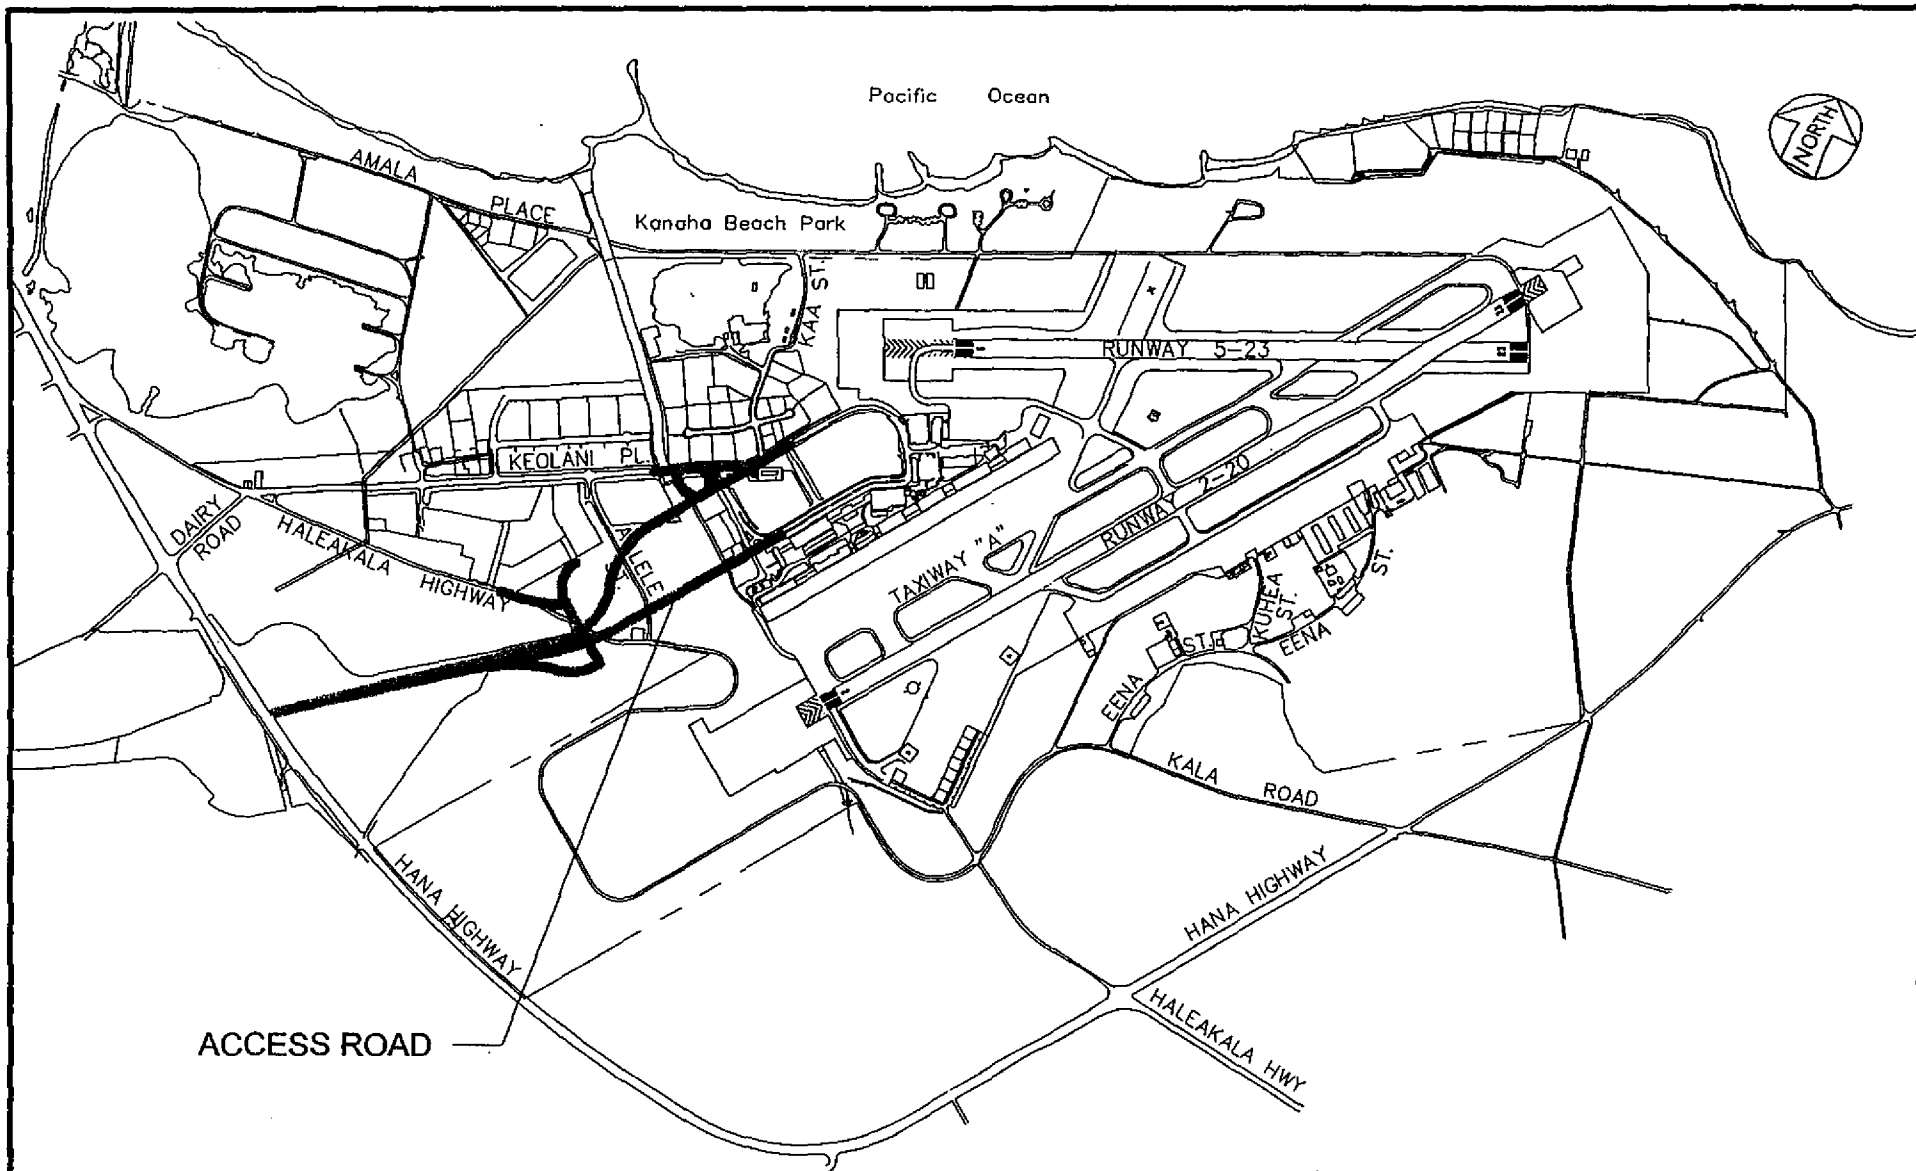 Pacific Ocean
NORTH
AMALA
PLACE
Kanaha Beach Park
KAA ST.
RUNWAY 5-23
KEOLANI PL.
RUNWAY 2-20
DAIRY
ROAD
HALEAKALA
HIGHWAY
LELE
ST.
TAXIWAY "A"
KUHEA
ST.
ST.
EENA
ST.
EENA
KALA
ROAD
HANA HIGHWAY
HANA HIGHWAY
ACCESS ROAD
HALEAKALA HWY